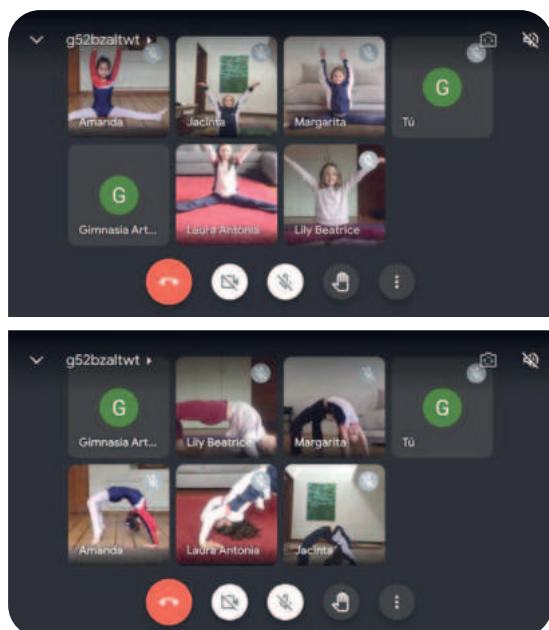 g52bzaltwt
Amanda
Jacinta
Margarita
G
Tú
G
Gimnasia Art...
Laura Antonia
Lily Beatrice
g52bzaltwt
G
Gimnasia Art...
Lily Beatrice
Margarita
G
Tú
Amanda
Laura Antonia
Jacinta